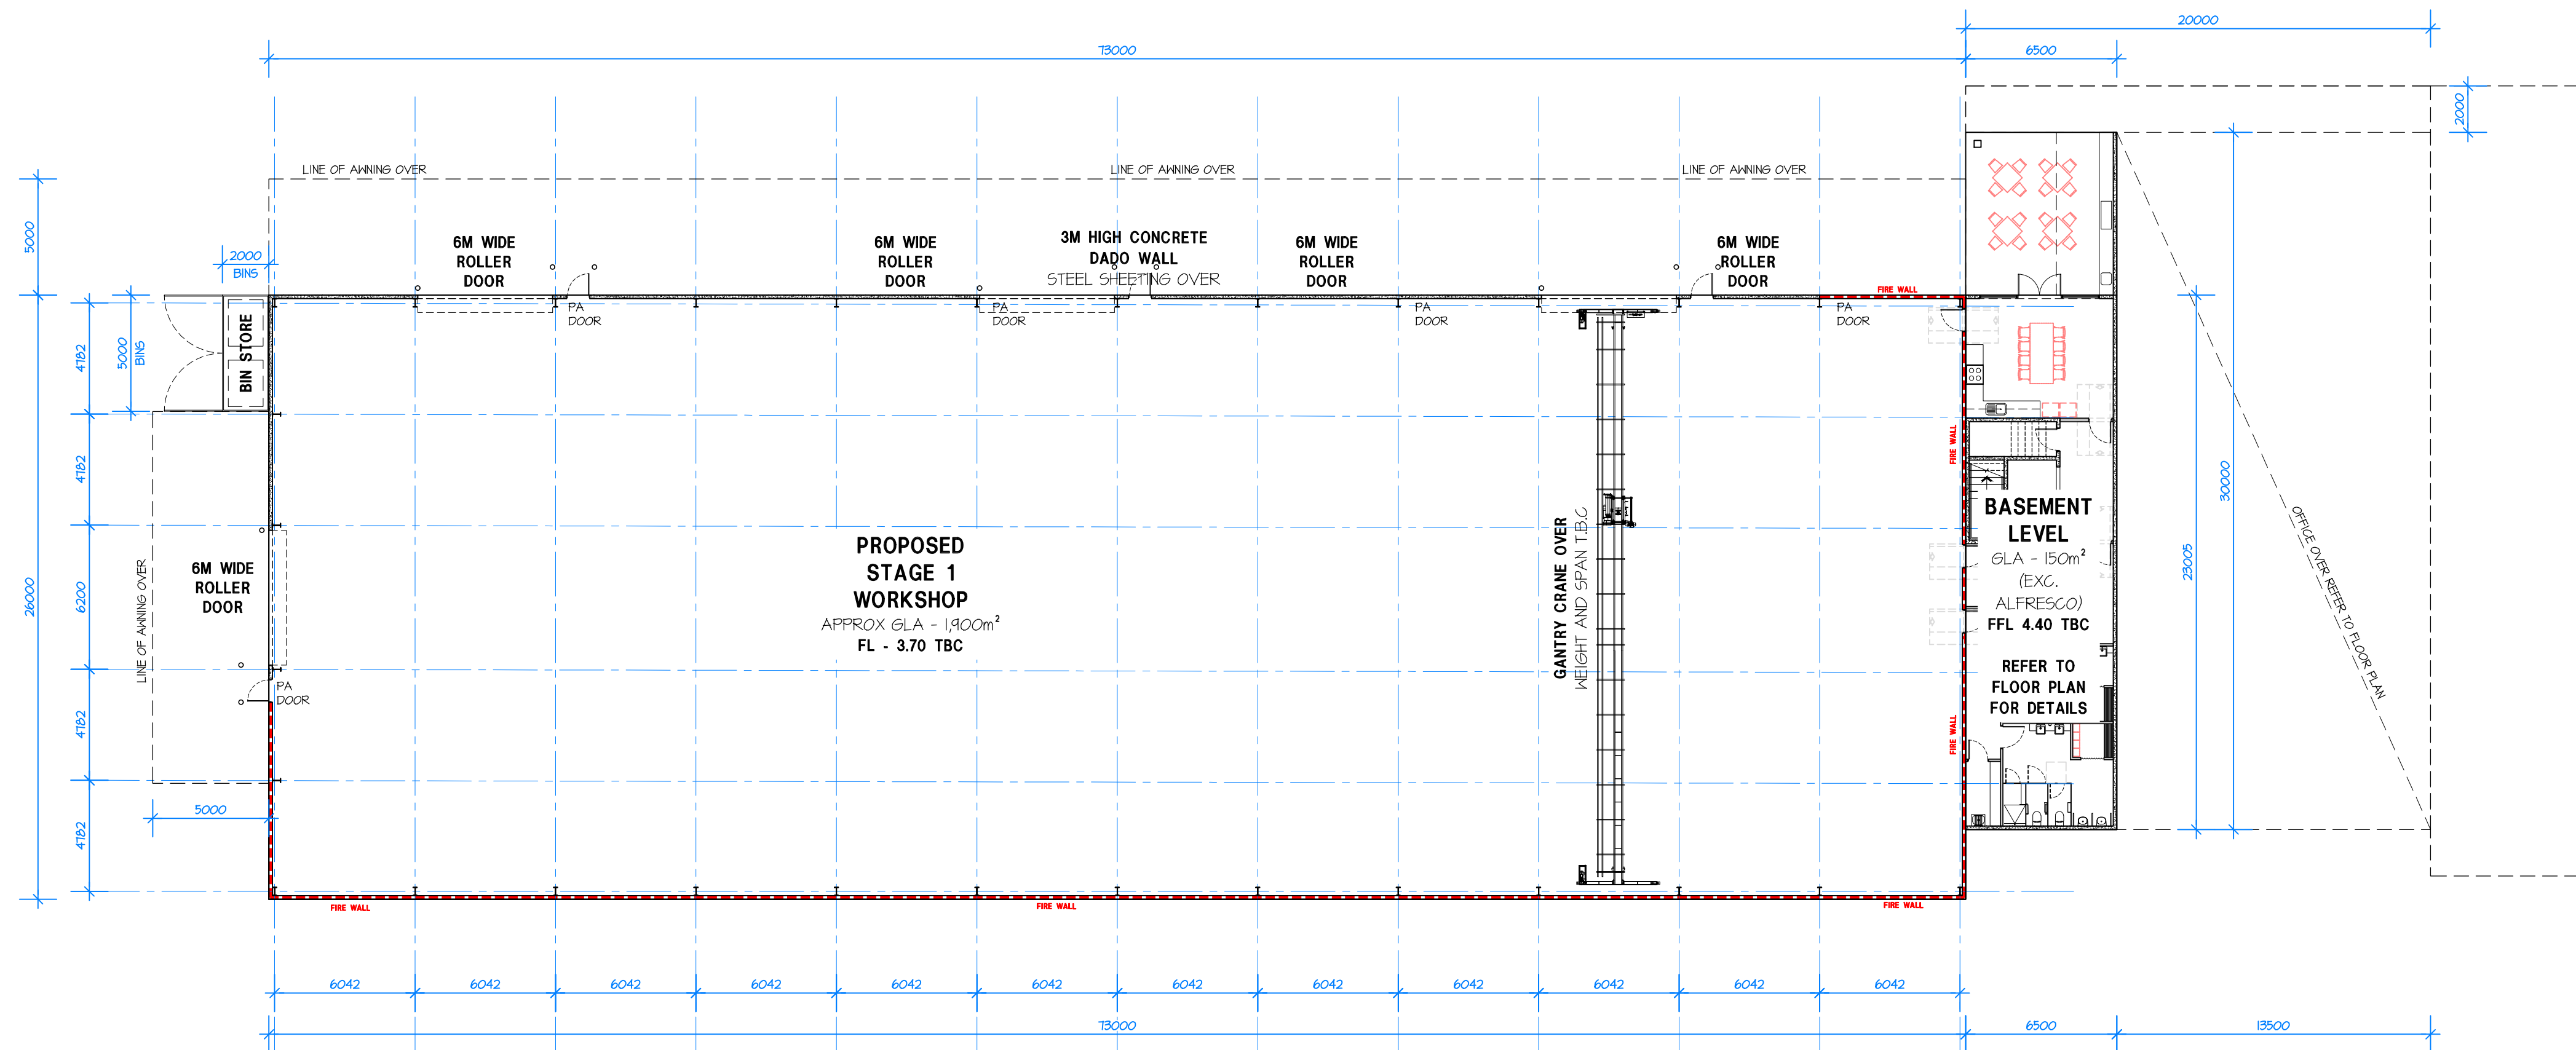 20000
73000
6500
2000
LINE OF AWNING OVER
LINE OF AWNING OVER
LINE OF AWNING OVER
5000
2000
BINS
6M WIDE
ROLLER
DOOR
6M WIDE
ROLLER
DOOR
3M HIGH CONCRETE
DADO WALL
STEEL SHEETING OVER
6M WIDE
ROLLER
DOOR
6M WIDE
ROLLER
DOOR
FIRE WALL
PA
DOOR
PA
DOOR
PA
DOOR
PA
DOOR
BIN STORE
5000
BINS
4782
4782
6200
4782
4782
26000
LINE OF AWNING OVER
6M WIDE
ROLLER
DOOR
PA
DOOR
5000
PROPOSED
STAGE 1
WORKSHOP
APPROX GLA - 1,900m²
FL - 3.70 TBC
GANTRY CRANE OVER
WEIGHT AND SPAN T.B.C
FIRE WALL
FIRE WALL
BASEMENT
LEVEL
GLA - 150m²
(EXC.
ALFRESCO)
FFL 4.40 TBC
REFER TO
FLOOR PLAN
FOR DETAILS
23005
30000
OFFICE OVER REFER TO FLOOR PLAN
FIRE WALL
FIRE WALL
FIRE WALL
6042
6042
6042
6042
6042
6042
6042
6042
6042
6042
6042
6042
73000
6500
13500